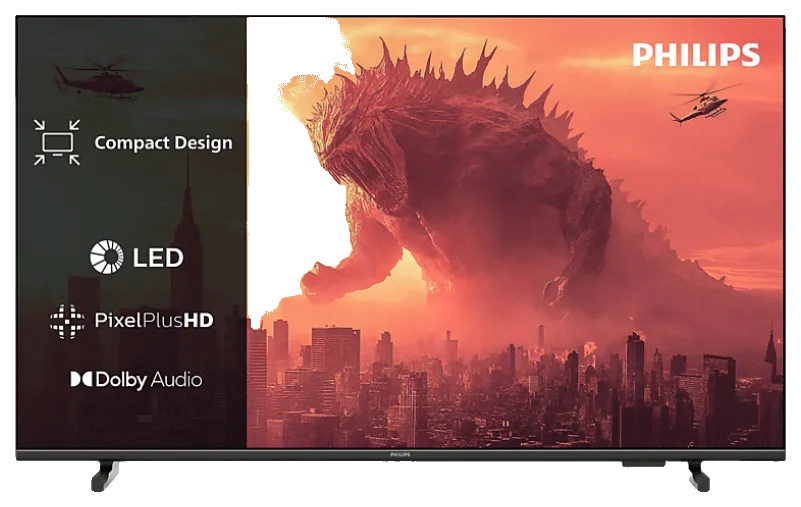 PHILIPS
Compact Design
LED
PixelPlusHD
Dolby Audio
PHILIPS